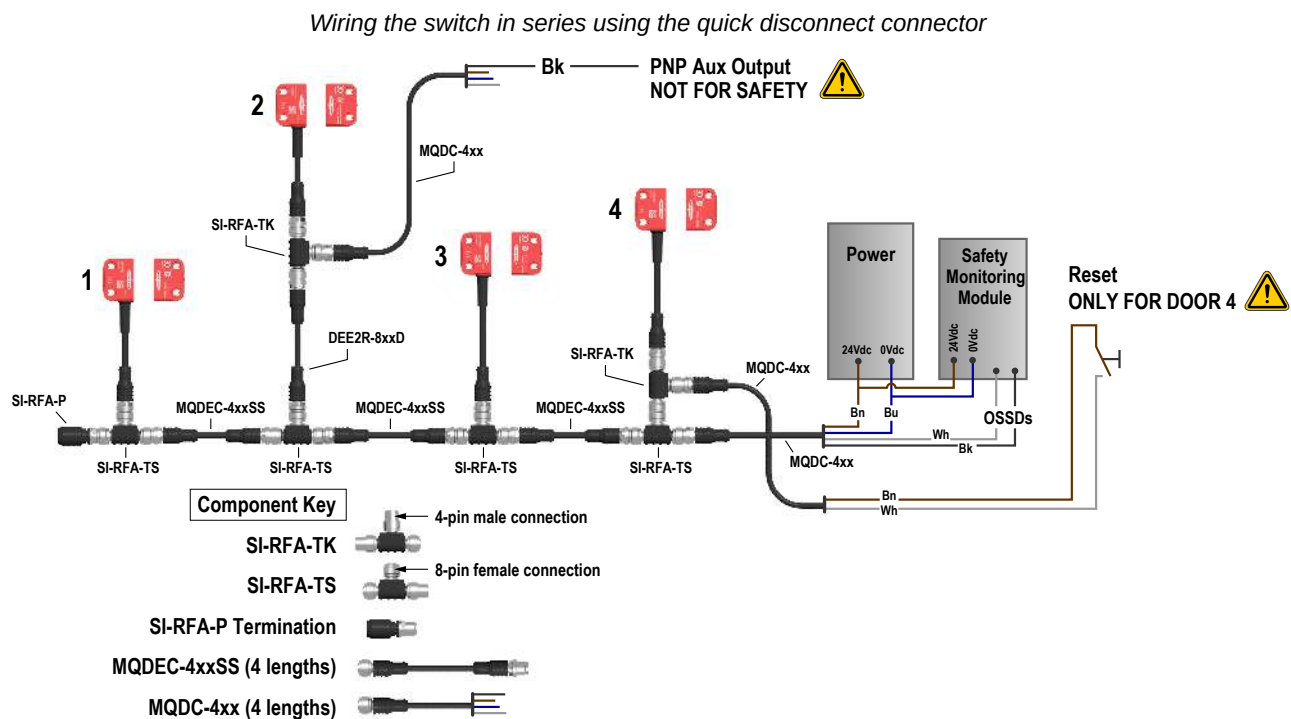 Wiring the switch in series using the quick disconnect connector
Bk
PNP Aux Output
NOT FOR SAFETY
2
MQDC-4xx
SI-RFA-TK
4
3
1
Power
Safety
Monitoring
Module
Reset
ONLY FOR DOOR 4
24Vdc
0Vdc
24Vdc
0Vdc
DEE2R-8xxD
SI-RFA-TK
MQDC-4xx
SI-RFA-P
MQDEC-4xxSS
MQDEC-4xxSS
MQDEC-4xxSS
Bn
Bu
OSSDs
Wh
Bk
MQDC-4xx
SI-RFA-TS
SI-RFA-TS
SI-RFA-TS
SI-RFA-TS
Bn
Wh
Component Key
4-pin male connection
SI-RFA-TK
8-pin female connection
SI-RFA-TS
SI-RFA-P Termination
MQDEC-4xxSS (4 lengths)
MQDC-4xx (4 lengths)